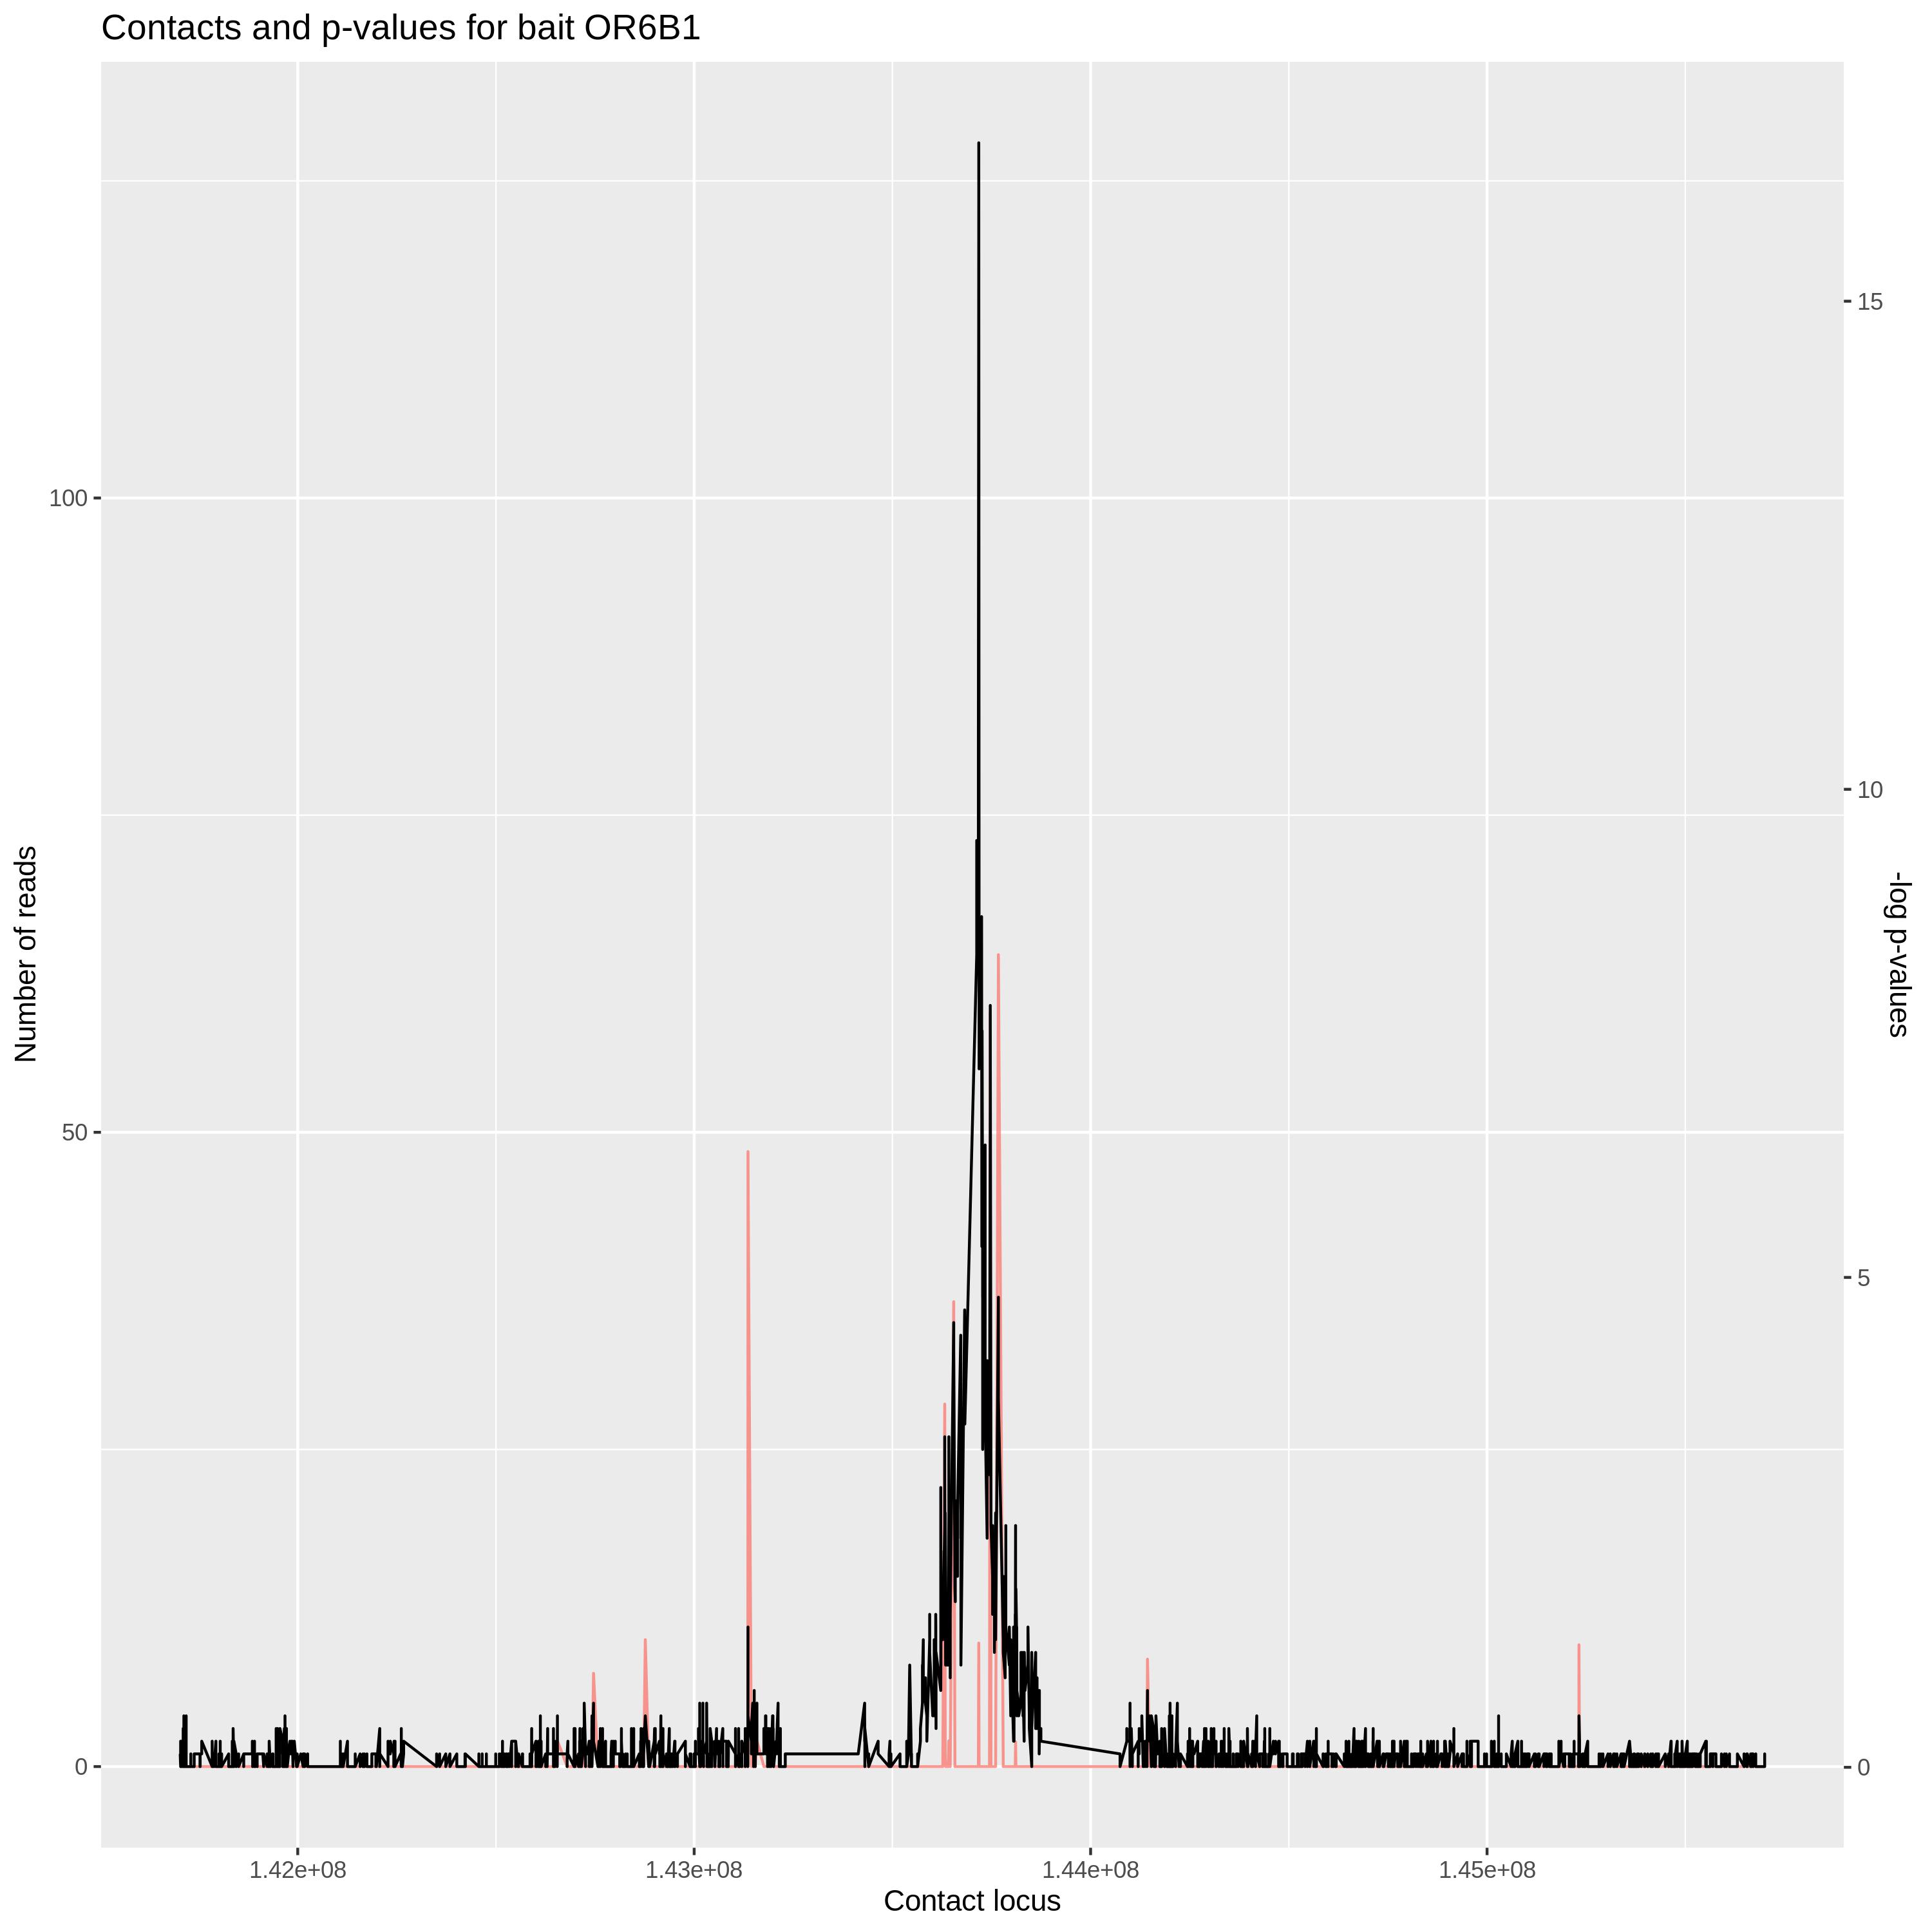 Contacts and p-values for bait OR6B1
Number of reads
100
50
0
15
10
5
0
-log p-values
1.42e+08
1.43e+08
1.44e+08
1.45e+08
Contact locus